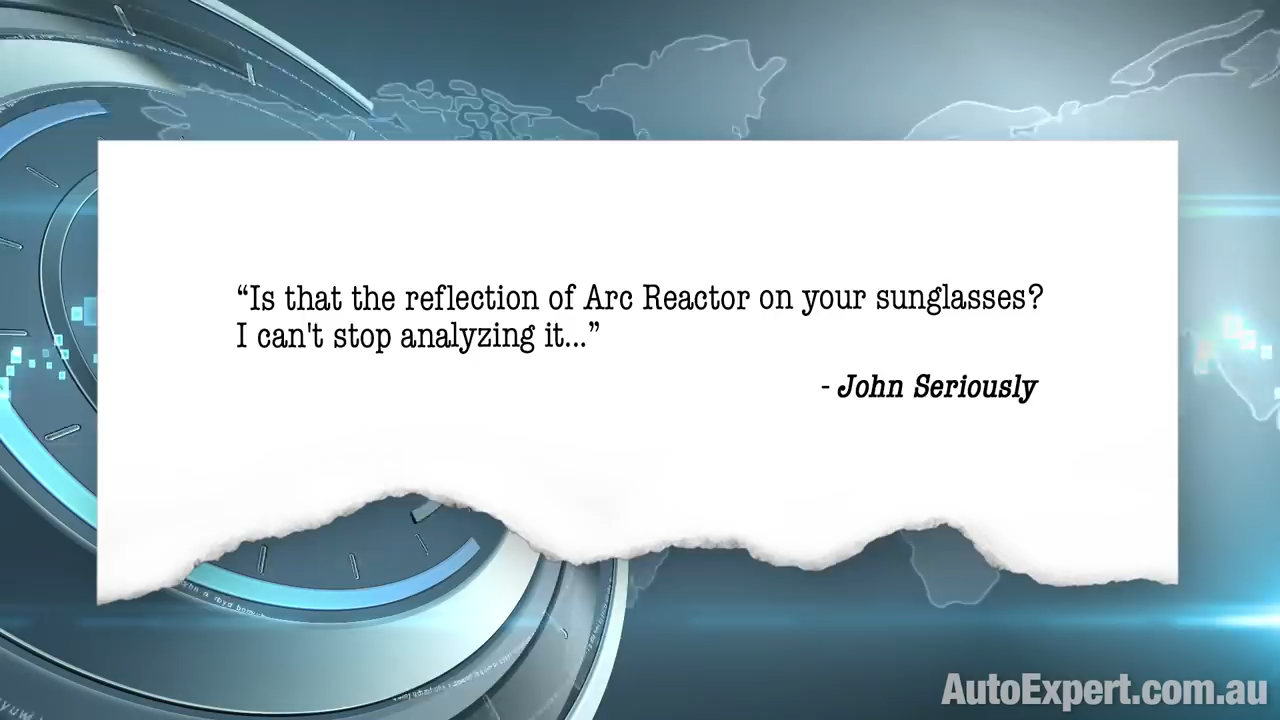 “Is that the reflection of Arc Reactor on your sunglasses?
I can't stop analyzing it...”
- John Seriously
AutoExpert.com.au